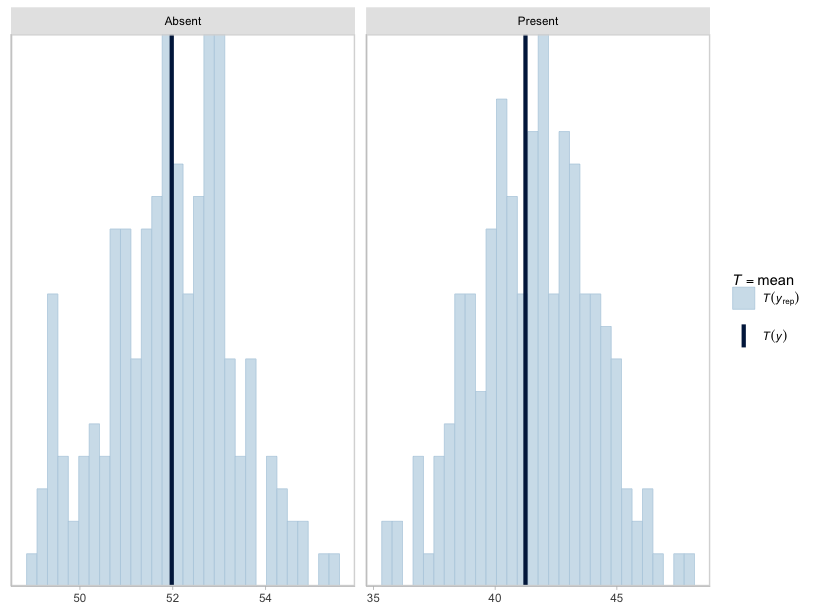 Absent
Present
T = mean
T(yrep)
T(y)
50 52 54
35 40 45